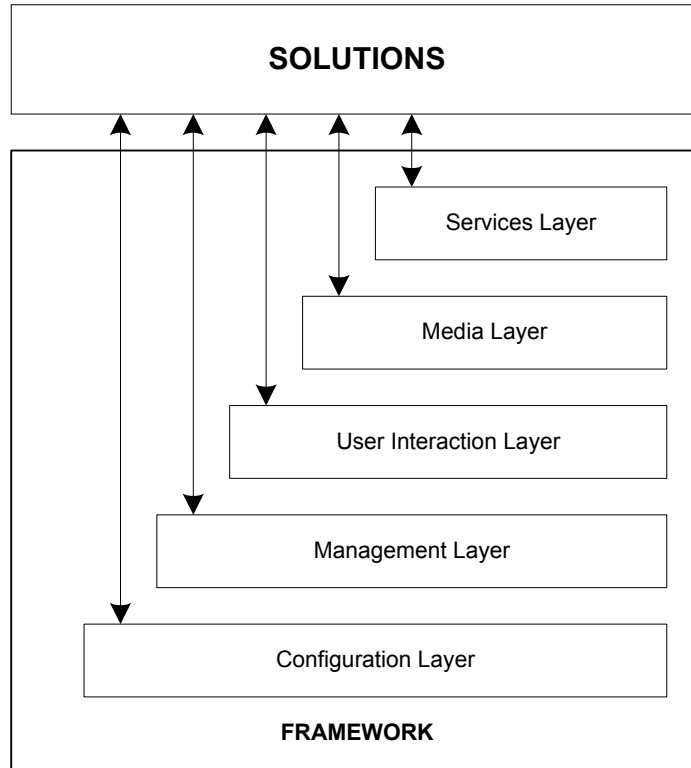 SOLUTIONS
Services Layer
Media Layer
User Interaction Layer
Management Layer
Configuration Layer
FRAMEWORK